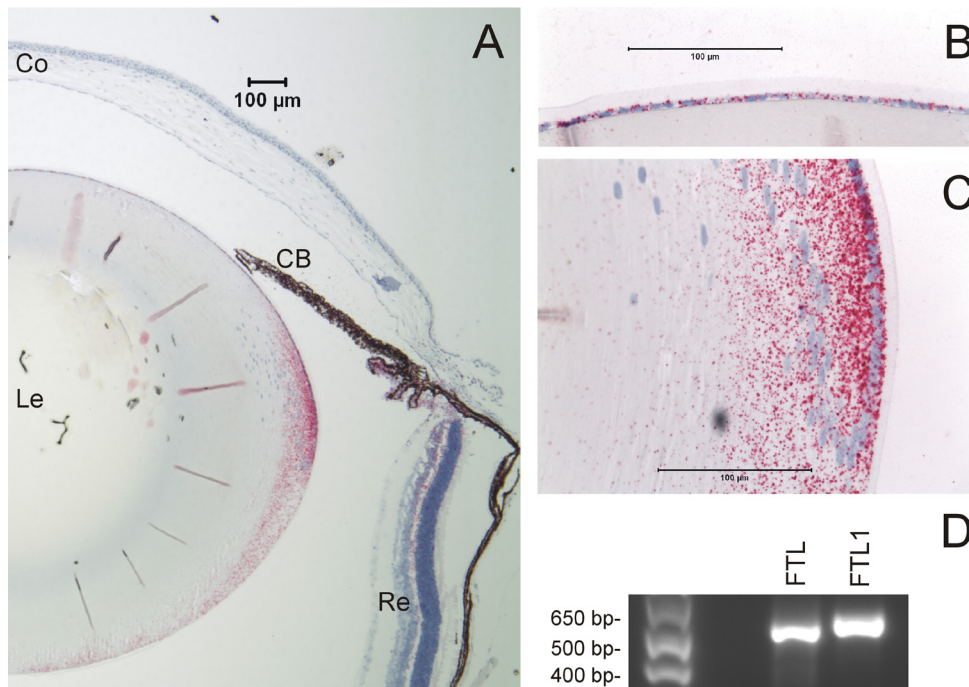 A
Co
100 µm
CB
Le
Re
B
100 µm
C
100 µm
D
FTL
FTL1
650 bp-
500 bp-
400 bp-